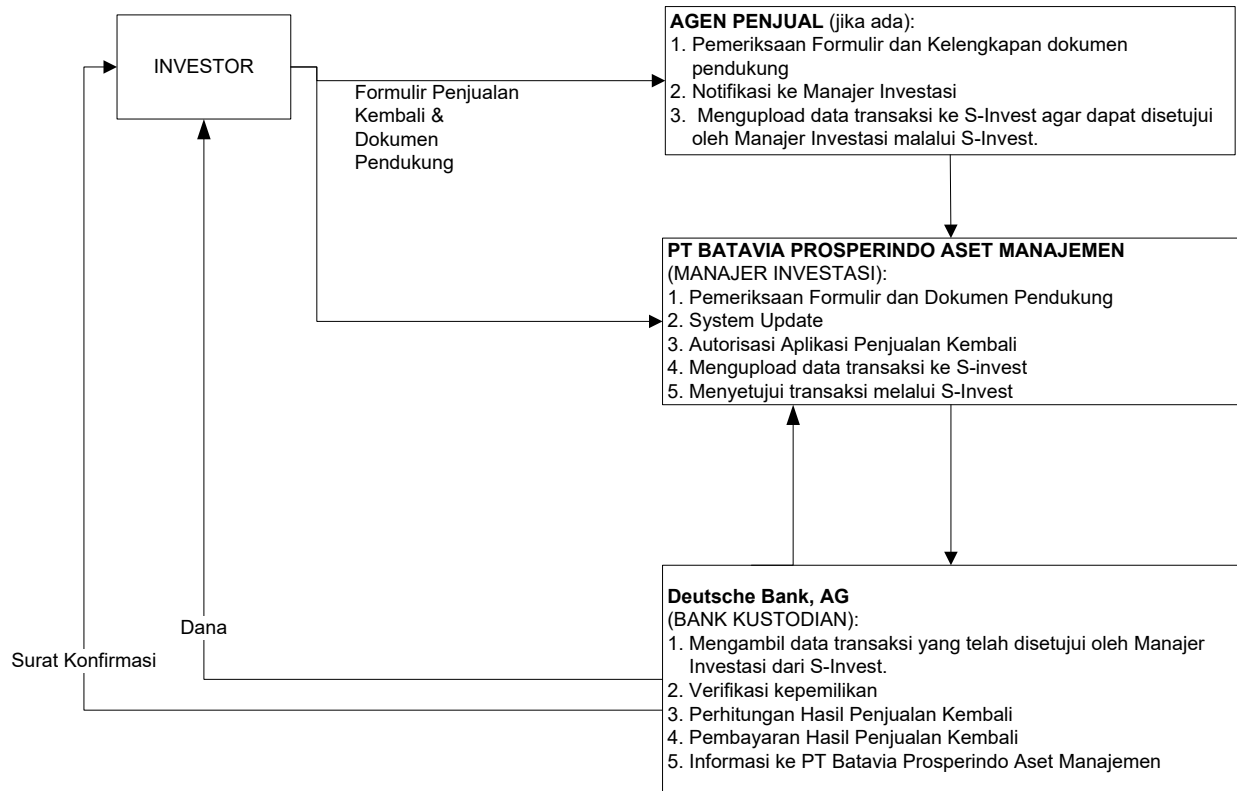 INVESTOR
Formulir Penjualan
Kembali &
Dokumen
Pendukung
AGEN PENJUAL (jika ada):
1. Pemeriksaan Formulir dan Kelengkapan dokumen
pendukung
2. Notifikasi ke Manajer Investasi
3. Mengupload data transaksi ke S-Invest agar dapat disetujui
oleh Manajer Investasi malalui S-Invest.
PT BATAVIA PROSPERINDO ASET MANAJEMEN
(MANAJER INVESTASI):
1. Pemeriksaan Formulir dan Dokumen Pendukung
2. System Update
3. Autorisasi Aplikasi Penjualan Kembali
4. Mengupload data transaksi ke S-invest
5. Menyetujui transaksi melalui S-Invest
Deutsche Bank, AG
(BANK KUSTODIAN):
1. Mengambil data transaksi yang telah disetujui oleh Manajer
Investasi dari S-Invest.
2. Verifikasi kepemilikan
3. Perhitungan Hasil Penjualan Kembali
4. Pembayaran Hasil Penjualan Kembali
5. Informasi ke PT Batavia Prosperindo Aset Manajemen
Dana
Surat Konfirmasi